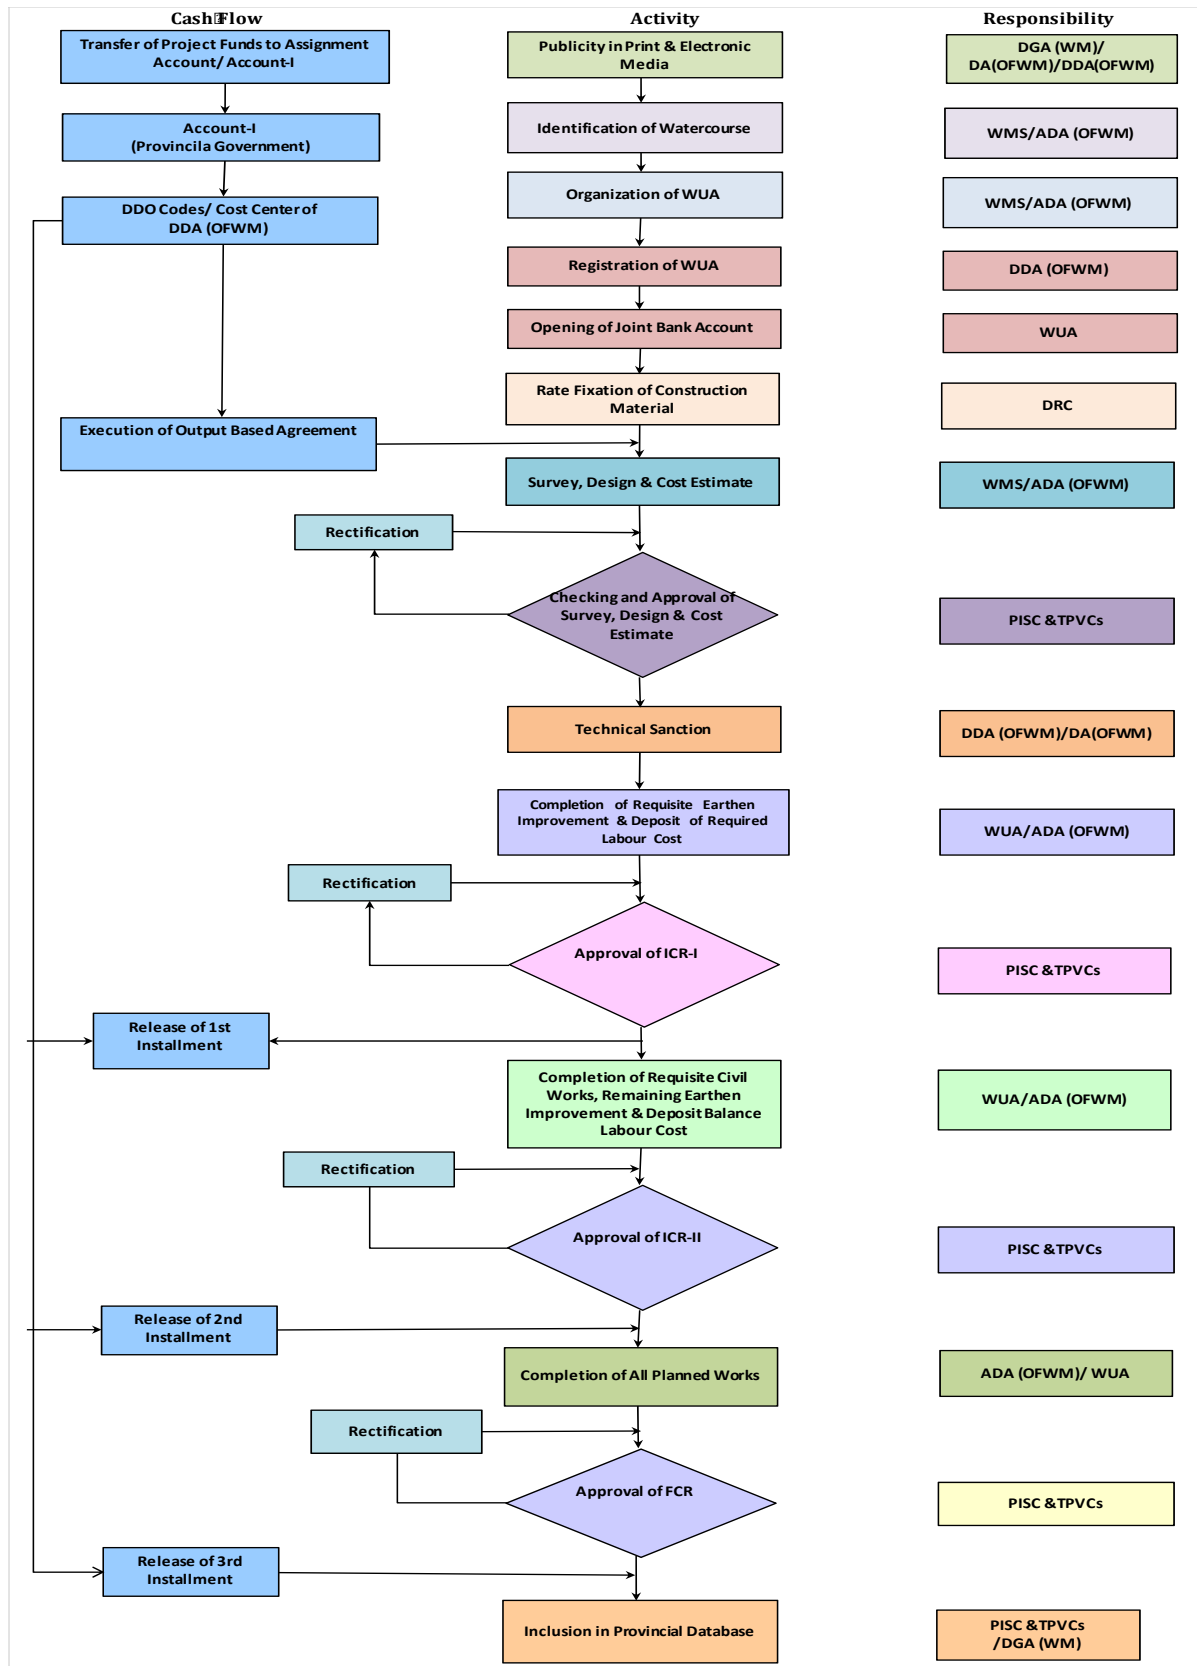 Cash Flow
Activity
Responsibility
Transfer of Project Funds to Assignment
Account/ Account-I
Publicity in Print & Electronic
Media
DGA (WM)/
DA(OFWM)/DDA(OFWM)
Account-I
(Provincila Government)
Identification of Watercourse
WMS/ADA (OFWM)
DDO Codes/ Cost Center of
DDA (OFWM)
Organization of WUA
WMS/ADA (OFWM)
Registration of WUA
DDA (OFWM)
Opening of Joint Bank Account
WUA
Rate Fixation of Construction
Material
DRC
Execution of Output Based Agreement
Survey, Design & Cost Estimate
WMS/ADA (OFWM)
Rectification
Checking and Approval of
Survey, Design & Cost
Estimate
PISC &TPVCs
Technical Sanction
DDA (OFWM)/DA(OFWM)
Completion of Requisite Earthen
Improvement & Deposit of Required
Labour Cost
WUA/ADA (OFWM)
Rectification
Approval of ICR-I
PISC &TPVCs
Release of 1st
Installment
Completion of Requisite Civil
Works, Remaining Earthen
Improvement & Deposit Balance
Labour Cost
WUA/ADA (OFWM)
Rectification
Approval of ICR-II
PISC &TPVCs
Release of 2nd
Installment
Completion of All Planned Works
ADA (OFWM)/ WUA
Rectification
Approval of FCR
PISC &TPVCs
Release of 3rd
Installment
Inclusion in Provincial Database
PISC &TPVCs
/DGA (WM)